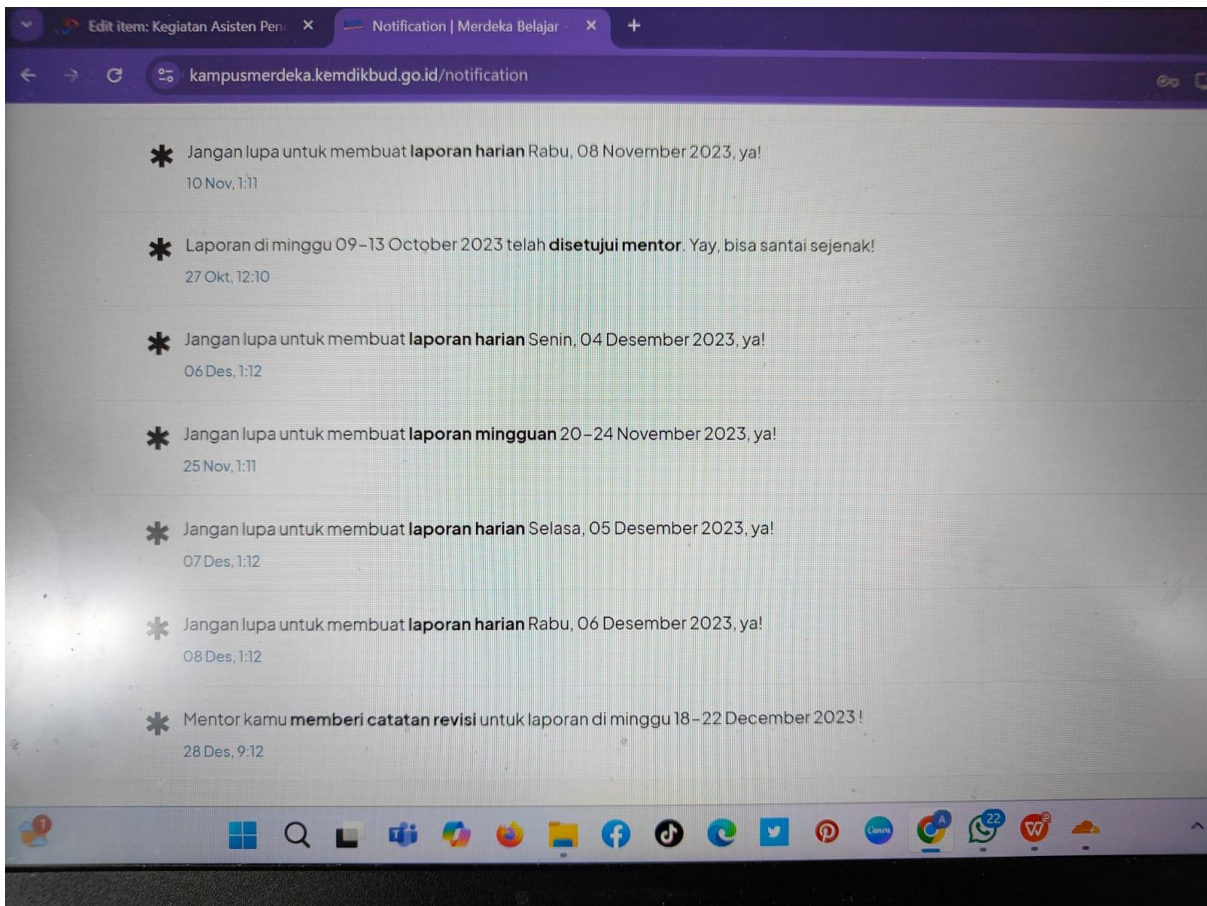 Edit item: Kegiatan Asisten Pen
Notification | Merdeka Belajar
kampusmerdeka.kemdikbud.go.id/notification
Jangan lupa untuk membuat laporan harian Rabu, 08 November 2023, ya!
10 Nov, 1:11
Laporan di minggu 09–13 October 2023 telah disetujui mentor. Yay, bisa santai sejenak!
27 Okt, 12:10
Jangan lupa untuk membuat laporan harian Senin, 04 Desember 2023, ya!
06 Des, 1:12
Jangan lupa untuk membuat laporan mingguan 20–24 November 2023, ya!
25 Nov, 1:11
Jangan lupa untuk membuat laporan harian Selasa, 05 Desember 2023, ya!
07 Des, 1:12
Jangan lupa untuk membuat laporan harian Rabu, 06 Desember 2023, ya!
08 Des, 1:12
Mentor kamu memberi catatan revisi untuk laporan di minggu 18–22 December 2023 !
28 Des, 9:12
1
Canva
A
22
W
P